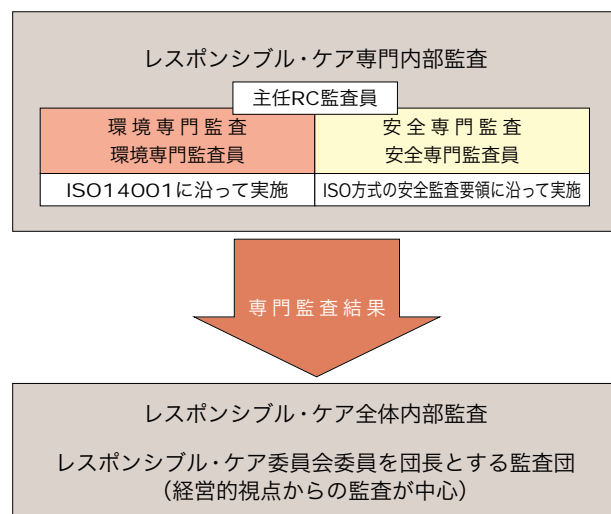 レスポンシブル・ケア専門内部監査
主任RC監査員
環境専門監査
環境専門監査員
ISO14001に沿って実施
安全専門監査
安全専門監査員
ISO方式の安全監査要領に沿って実施
専門監査結果
レスポンシブル・ケア全体内部監査
レスポンシブル・ケア委員会委員を団長とする監査団
（経営的視点からの監査が中心）